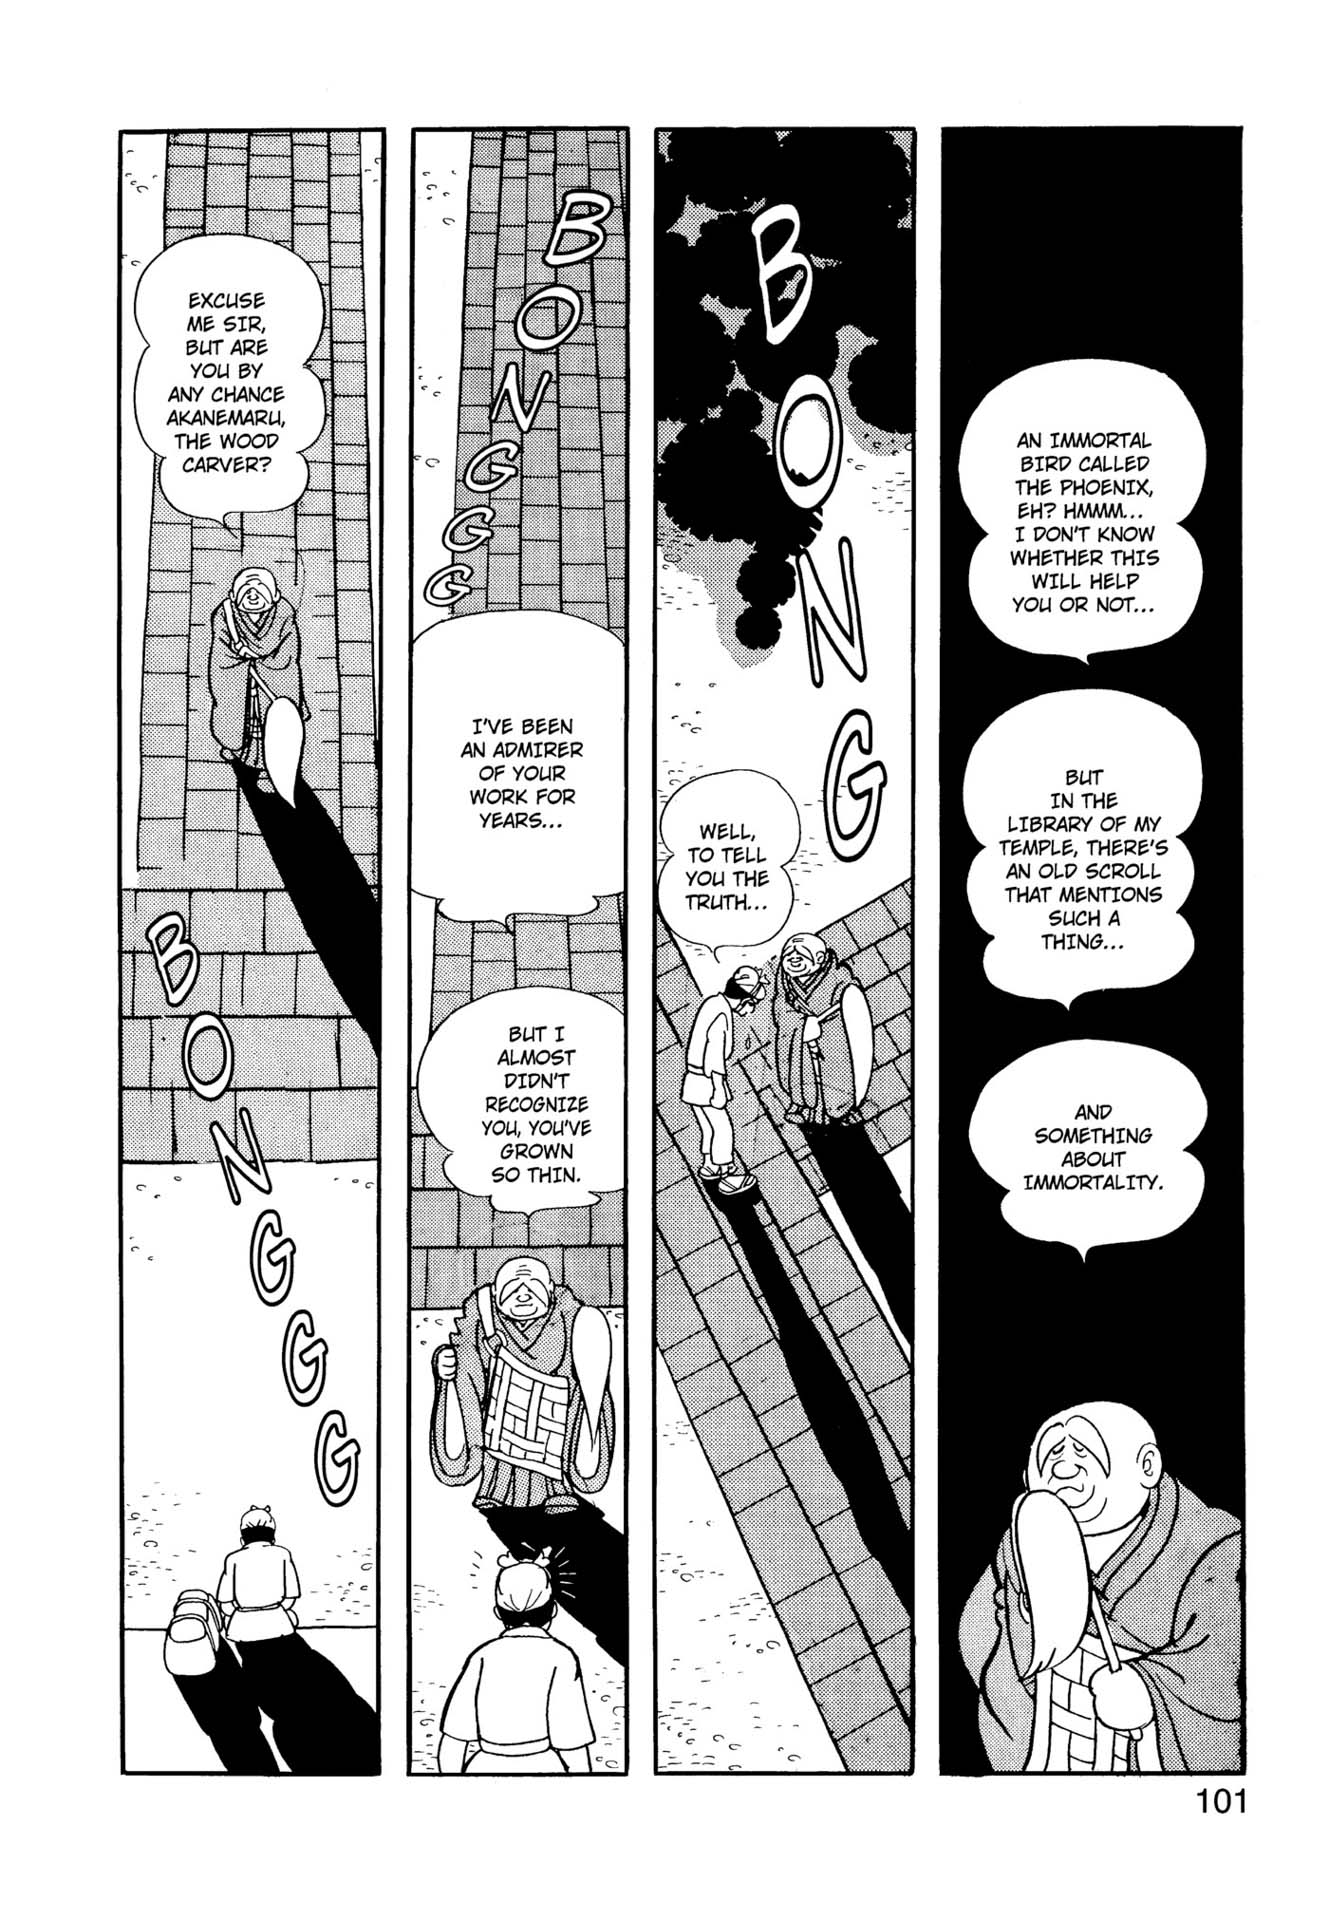 EXCUSE
ME SIR,
BUT ARE
YOU BY
ANY CHANCE
AKANEMARU,
THE WOOD
CARVER?
BONGGGG
BONGGG
I'VE BEEN
AN ADMIRER
OF YOUR
WORK FOR
YEARS...
BUT I
ALMOST
DIDN'T
RECOGNIZE
YOU, YOU'VE
GROWN
SO THIN.
BONG
WELL,
TO TELL
YOU THE
TRUTH...
AN IMMORTAL
BIRD CALLED
THE PHOENIX,
EH? HMMM...
I DON'T KNOW
WHETHER THIS
WILL HELP
YOU OR NOT...
BUT
IN THE
LIBRARY OF MY
TEMPLE, THERE'S
AN OLD SCROLL
THAT MENTIONS
SUCH A
THING...
AND
SOMETHING
ABOUT
IMMORTALITY.
101